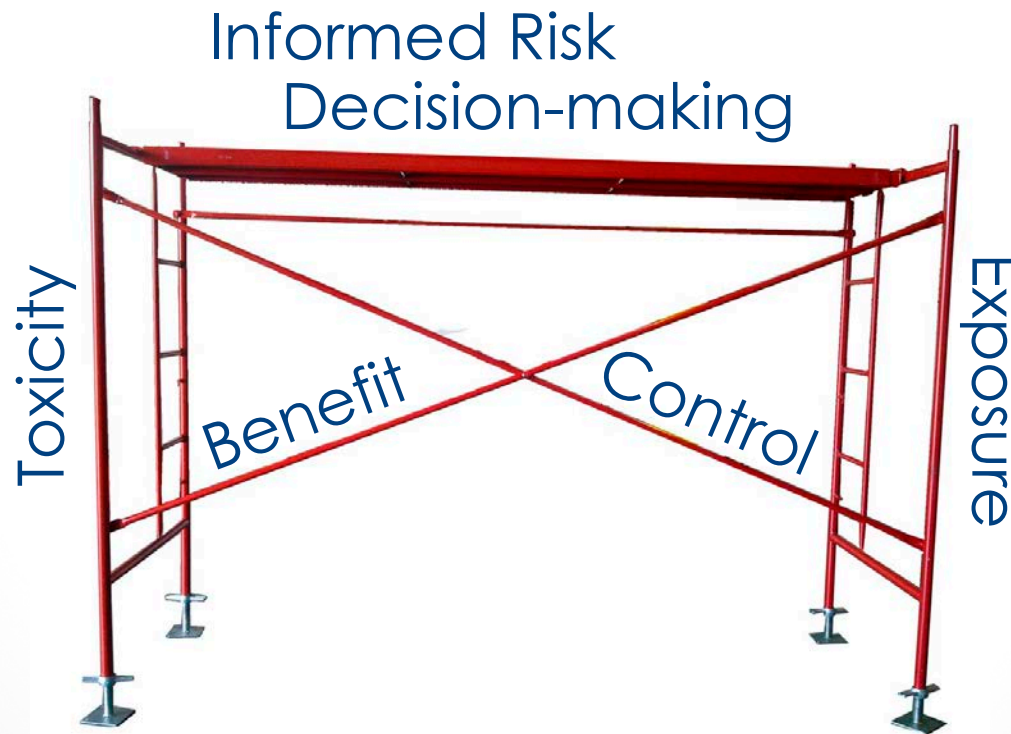 Informed Risk
Decision-making
Toxicity
Benefit
Control
Exposure